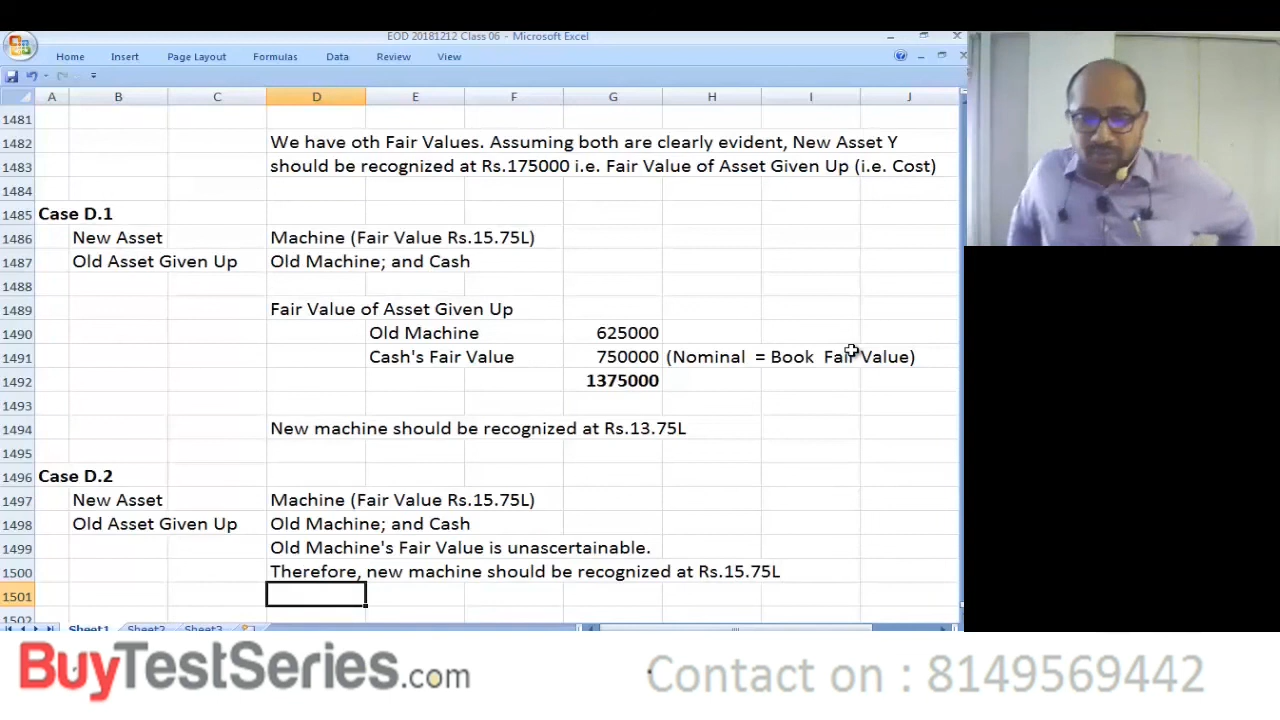 EOD 20181212 Class 06 - Microsoft Excel
Home Insert Page Layout Formulas Data Review View
A B C D E F G H I J
1481
1482 We have oth Fair Values. Assuming both are clearly evident, New Asset Y
1483 should be recognized at Rs.175000 i.e. Fair Value of Asset Given Up (i.e. Cost)
1484
1485 Case D.1
1486 New Asset Machine (Fair Value Rs.15.75L)
1487 Old Asset Given Up Old Machine; and Cash
1488
1489 Fair Value of Asset Given Up
1490 Old Machine 625000
1491 Cash's Fair Value 750000 (Nominal = Book Fair Value)
1492 1375000
1493
1494 New machine should be recognized at Rs.13.75L
1495
1496 Case D.2
1497 New Asset Machine (Fair Value Rs.15.75L)
1498 Old Asset Given Up Old Machine; and Cash
1499 Old Machine's Fair Value is unascertainable.
1500 Therefore, new machine should be recognized at Rs.15.75L
1501
1502
Sheet1 Sheet2 Sheet3
BuyTestSeries.com Contact on : 8149569442